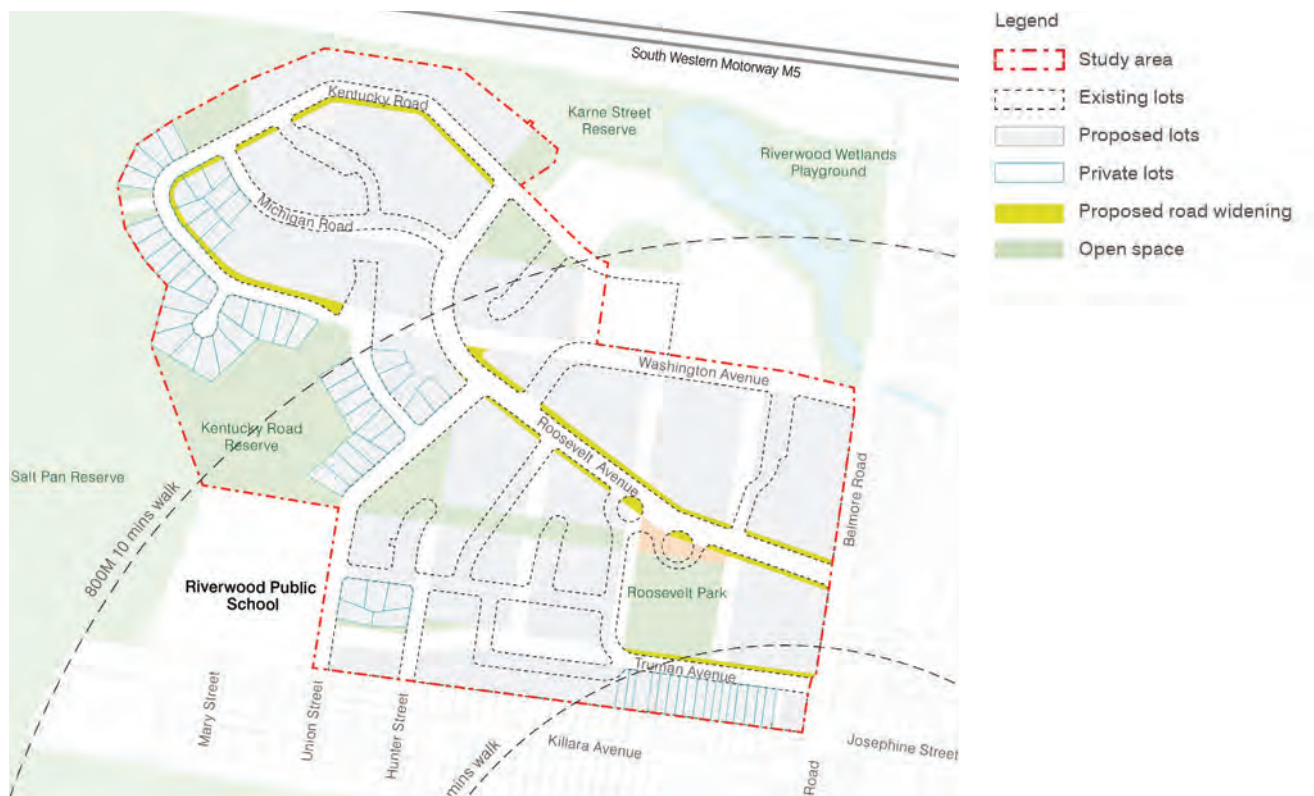 South Western Motorway M5
Kentucky Road
Karne Street
Reserve
Riverwood Wetlands
Playground
Michigan Road
Washington Avenue
Kentucky Road
Reserve
Roosevelt Avenue
Salt Pan Reserve
Belmore Road
800M 10 mins walk
Riverwood Public
School
Roosevelt Park
Truman Avenue
Mary Street
Union Street
Hunter Street
Killara Avenue
Josephine Street
mins walk
Road
Legend
Study area
Existing lots
Proposed lots
Private lots
Proposed road widening
Open space